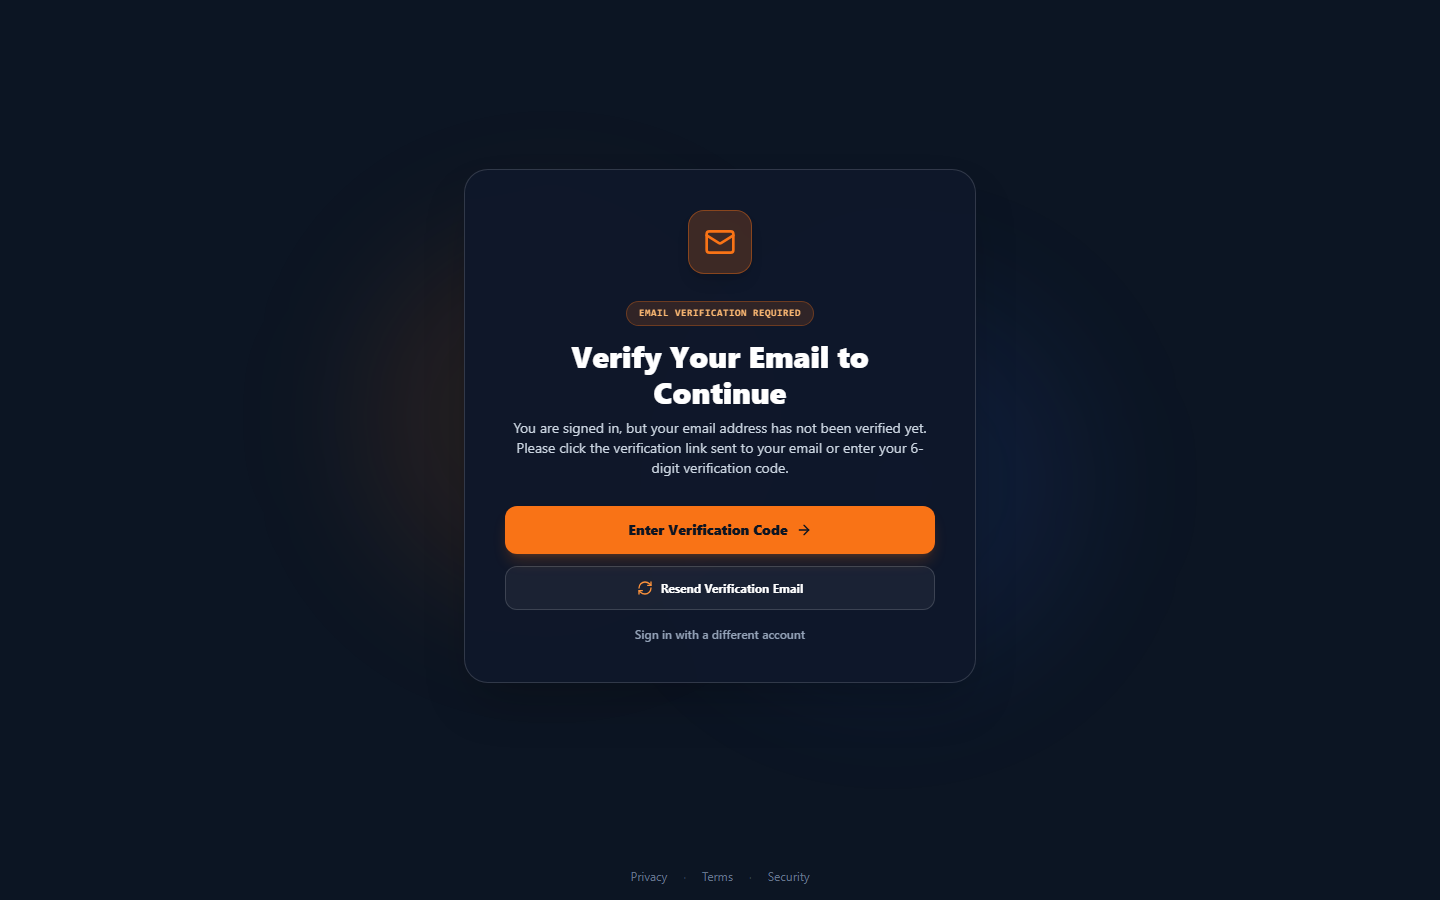 EMAIL VERIFICATION REQUIRED
Verify Your Email to
Continue
You are signed in, but your email address has not been verified yet.
Please click the verification link sent to your email or enter your 6-
digit verification code.
Enter Verification Code →
Resend Verification Email
Sign in with a different account
Privacy · Terms · Security